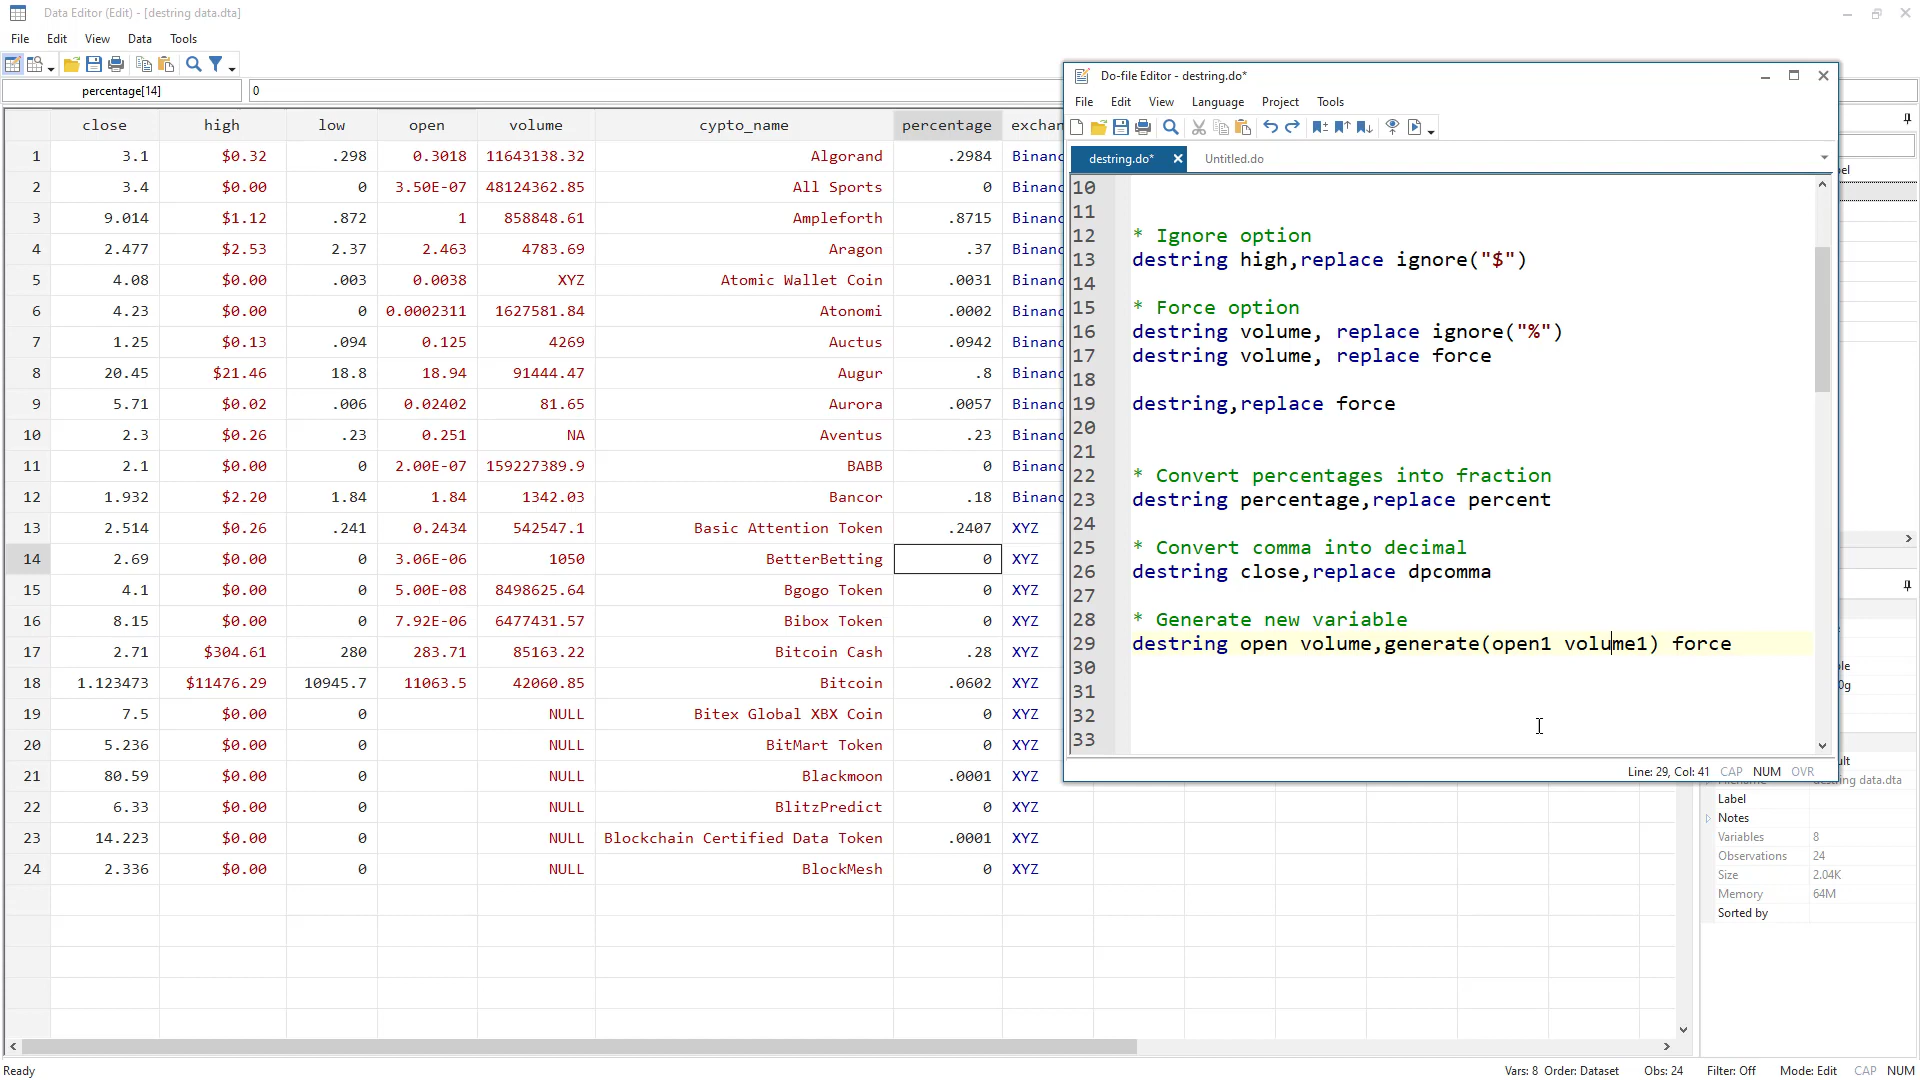 Data Editor (Edit) - [destring data.dta]
File Edit View Data Tools
percentage[14] 0
close high low open volume cypto_name percentage exchan
1 3.1 $0.32 .298 0.3018 11643138.32 Algorand .2984 Binanc
2 3.4 $0.00 0 3.50E-07 48124362.85 All Sports 0 Binanc
3 9.014 $1.12 .872 1 858848.61 Ampleforth .8715 Binanc
4 2.477 $2.53 2.37 2.463 4783.69 Aragon .37 Binanc
5 4.08 $0.00 .003 0.0038 XYZ Atomic Wallet Coin .0031 Binanc
6 4.23 $0.00 0 0.0002311 1627581.84 Atonomi .0002 Binanc
7 1.25 $0.13 .094 0.125 4269 Auctus .0942 Binanc
8 20.45 $21.46 18.8 18.94 91444.47 Augur .8 Binanc
9 5.71 $0.02 .006 0.02402 81.65 Aurora .0057 Binanc
10 2.3 $0.26 .23 0.251 NA Aventus .23 Binanc
11 2.1 $0.00 0 2.00E-07 159227389.9 BABB 0 Binanc
12 1.932 $2.20 1.84 1.84 1342.03 Bancor .18 Binanc
13 2.514 $0.26 .241 0.2434 542547.1 Basic Attention Token .2407 XYZ
14 2.69 $0.00 0 3.06E-06 1050 BetterBetting 0 XYZ
15 4.1 $0.00 0 5.00E-08 8498625.64 Bgogo Token 0 XYZ
16 8.15 $0.00 0 7.92E-06 6477431.57 Bibox Token 0 XYZ
17 2.71 $304.61 280 283.71 85163.22 Bitcoin Cash .28 XYZ
18 1.123473 $11476.29 10945.7 11063.5 42060.85 Bitcoin .0602 XYZ
19 7.5 $0.00 0 NULL Bitex Global XBX Coin 0 XYZ
20 5.236 $0.00 0 NULL BitMart Token 0 XYZ
21 80.59 $0.00 0 NULL Blackmoon .0001 XYZ
22 6.33 $0.00 0 NULL BlitzPredict 0 XYZ
23 14.223 $0.00 0 NULL Blockchain Certified Data Token .0001 XYZ
24 2.336 $0.00 0 NULL BlockMesh 0 XYZ
Do-file Editor - destring.do*
File Edit View Language Project Tools
destring.do* Untitled.do
10
11
12 * Ignore option
13 destring high,replace ignore("$")
14
15 * Force option
16 destring volume, replace ignore("%")
17 destring volume, replace force
18
19 destring,replace force
20
21
22 * Convert percentages into fraction
23 destring percentage,replace percent
24
25 * Convert comma into decimal
26 destring close,replace dpcomma
27
28 * Generate new variable
29 destring open volume,generate(open1 volume1) force
30
31
32
33
Line: 29, Col: 41 CAP NUM OVR
el
le
0g
ult
destring data.dta
Label
Notes
Variables 8
Observations 24
Size 2.04K
Memory 64M
Sorted by
Ready Vars: 8 Order: Dataset Obs: 24 Filter: Off Mode: Edit CAP NUM